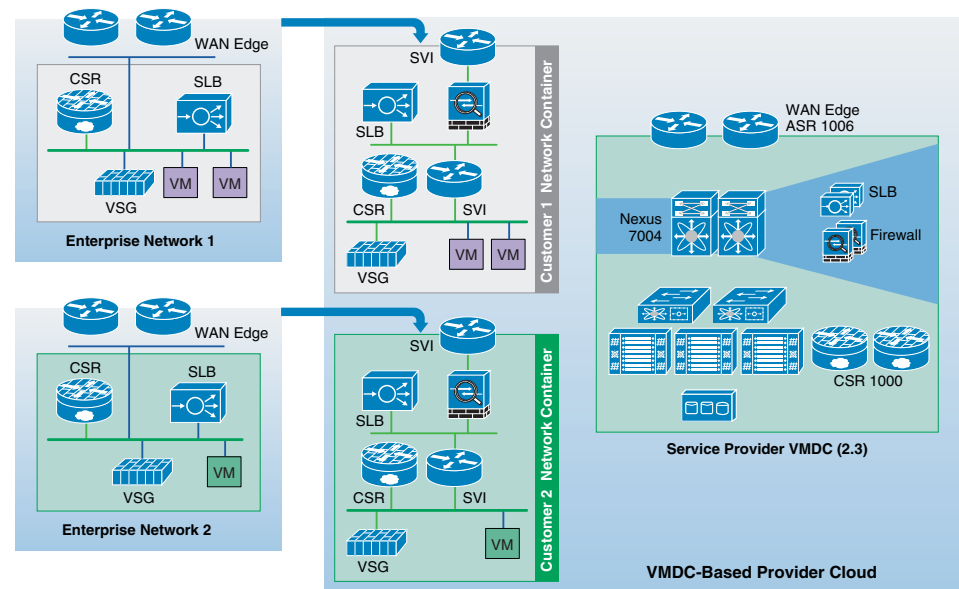 WAN Edge
CSR
SLB
VM
VM
VSG
Enterprise Network 1
WAN Edge
CSR
SLB
VM
VSG
Enterprise Network 2
SVI
SLB
CSR
SVI
VM
VM
VSG
Customer 1 Network Container
SVI
SLB
CSR
SVI
VM
VSG
Customer 2 Network Container
WAN Edge
ASR 1006
Nexus
7004
SLB
Firewall
CSR 1000
Service Provider VMDC (2.3)
VMDC-Based Provider Cloud